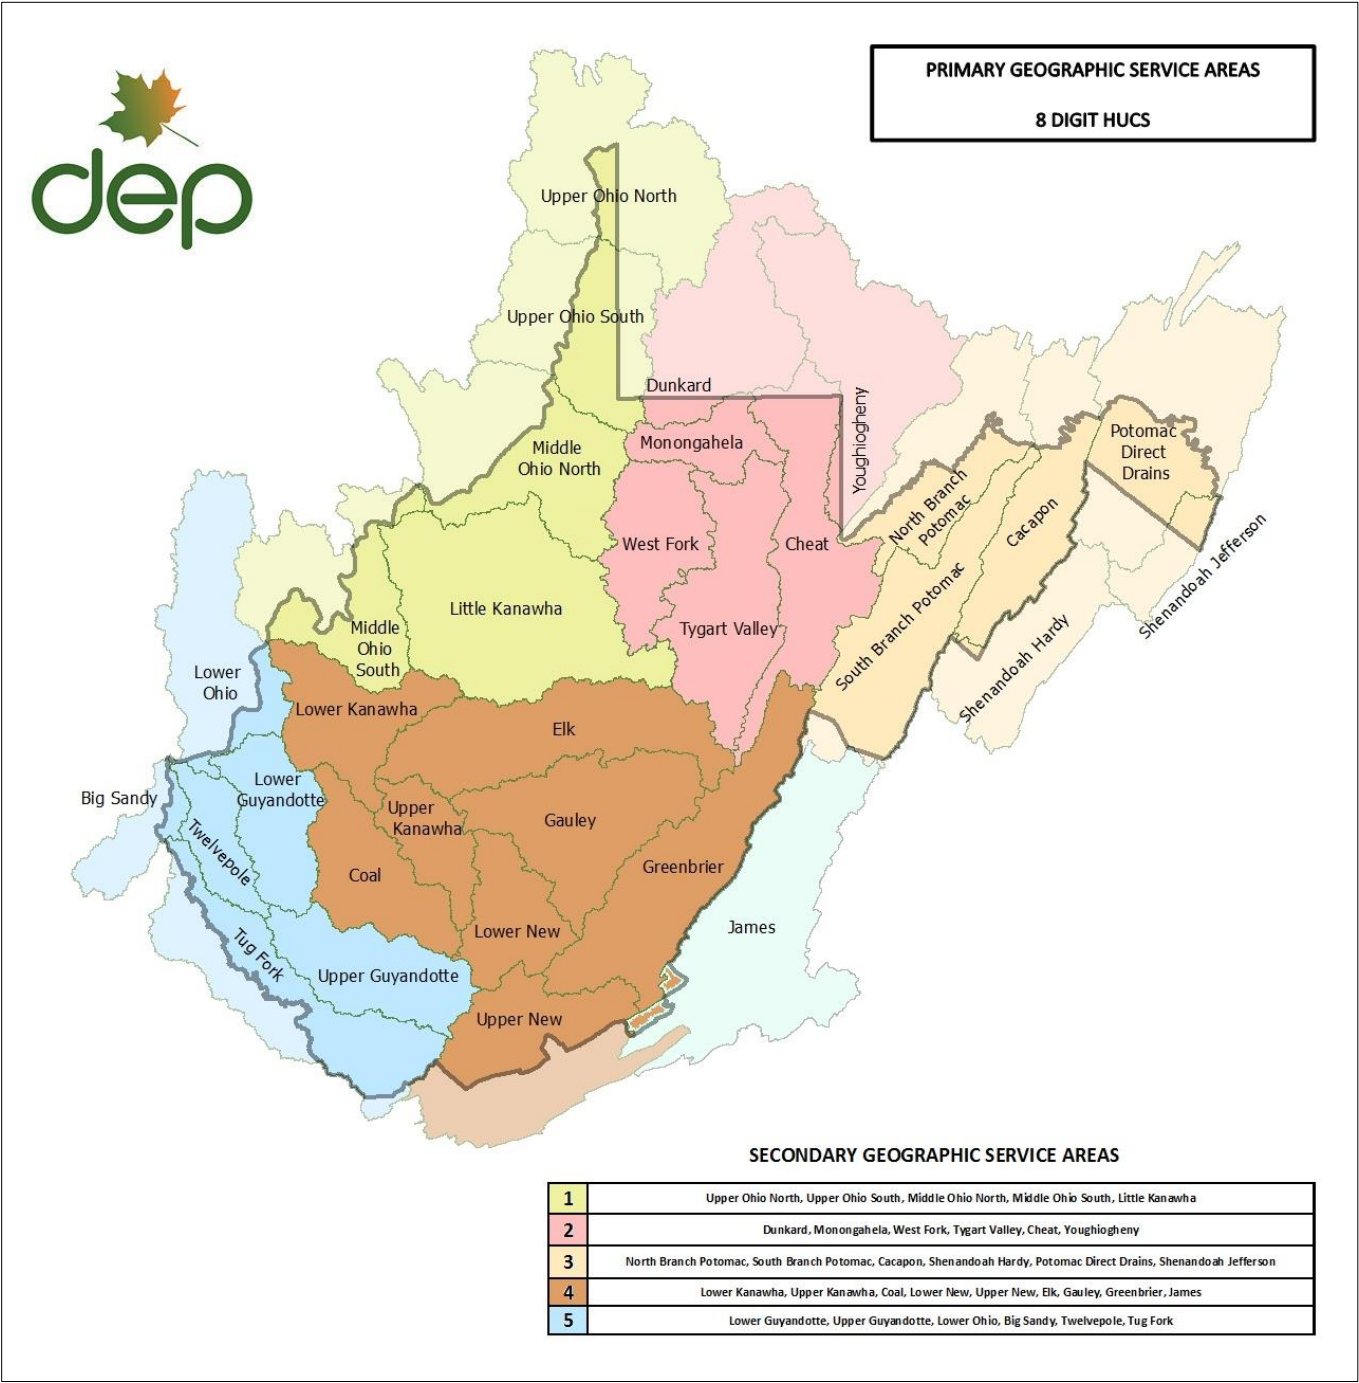 dep
PRIMARY GEOGRAPHIC SERVICE AREAS
8 DIGIT HUCS
Upper Ohio North
Upper Ohio South
Dunkard
Youghiogheny
Monongahela
Middle
Ohio North
Potomac
Direct
Drains
North Branch
Potomac
Cacapon
West Fork
Cheat
Little Kanawha
Tygart Valley
South Branch Potomac
Shenandoah Jefferson
Shenandoah Hardy
Middle
Ohio
South
Lower
Ohio
Lower Kanawha
Elk
Big Sandy
Lower
Guyandotte
Upper
Kanawha
Gauley
Twelvepole
Coal
Greenbrier
James
Lower New
Tug Fork
Upper Guyandotte
Upper New
SECONDARY GEOGRAPHIC SERVICE AREAS
1 Upper Ohio North, Upper Ohio South, Middle Ohio North, Middle Ohio South, Little Kanawha
2 Dunkard, Monongahela, West Fork, Tygart Valley, Cheat, Youghiogheny
3 North Branch Potomac, South Branch Potomac, Cacapon, Shenandoah Hardy, Potomac Direct Drains, Shenandoah Jefferson
4 Lower Kanawha, Upper Kanawha, Coal, Lower New, Upper New, Elk, Gauley, Greenbrier, James
5 Lower Guyandotte, Upper Guyandotte, Lower Ohio, Big Sandy, Twelvepole, Tug Fork